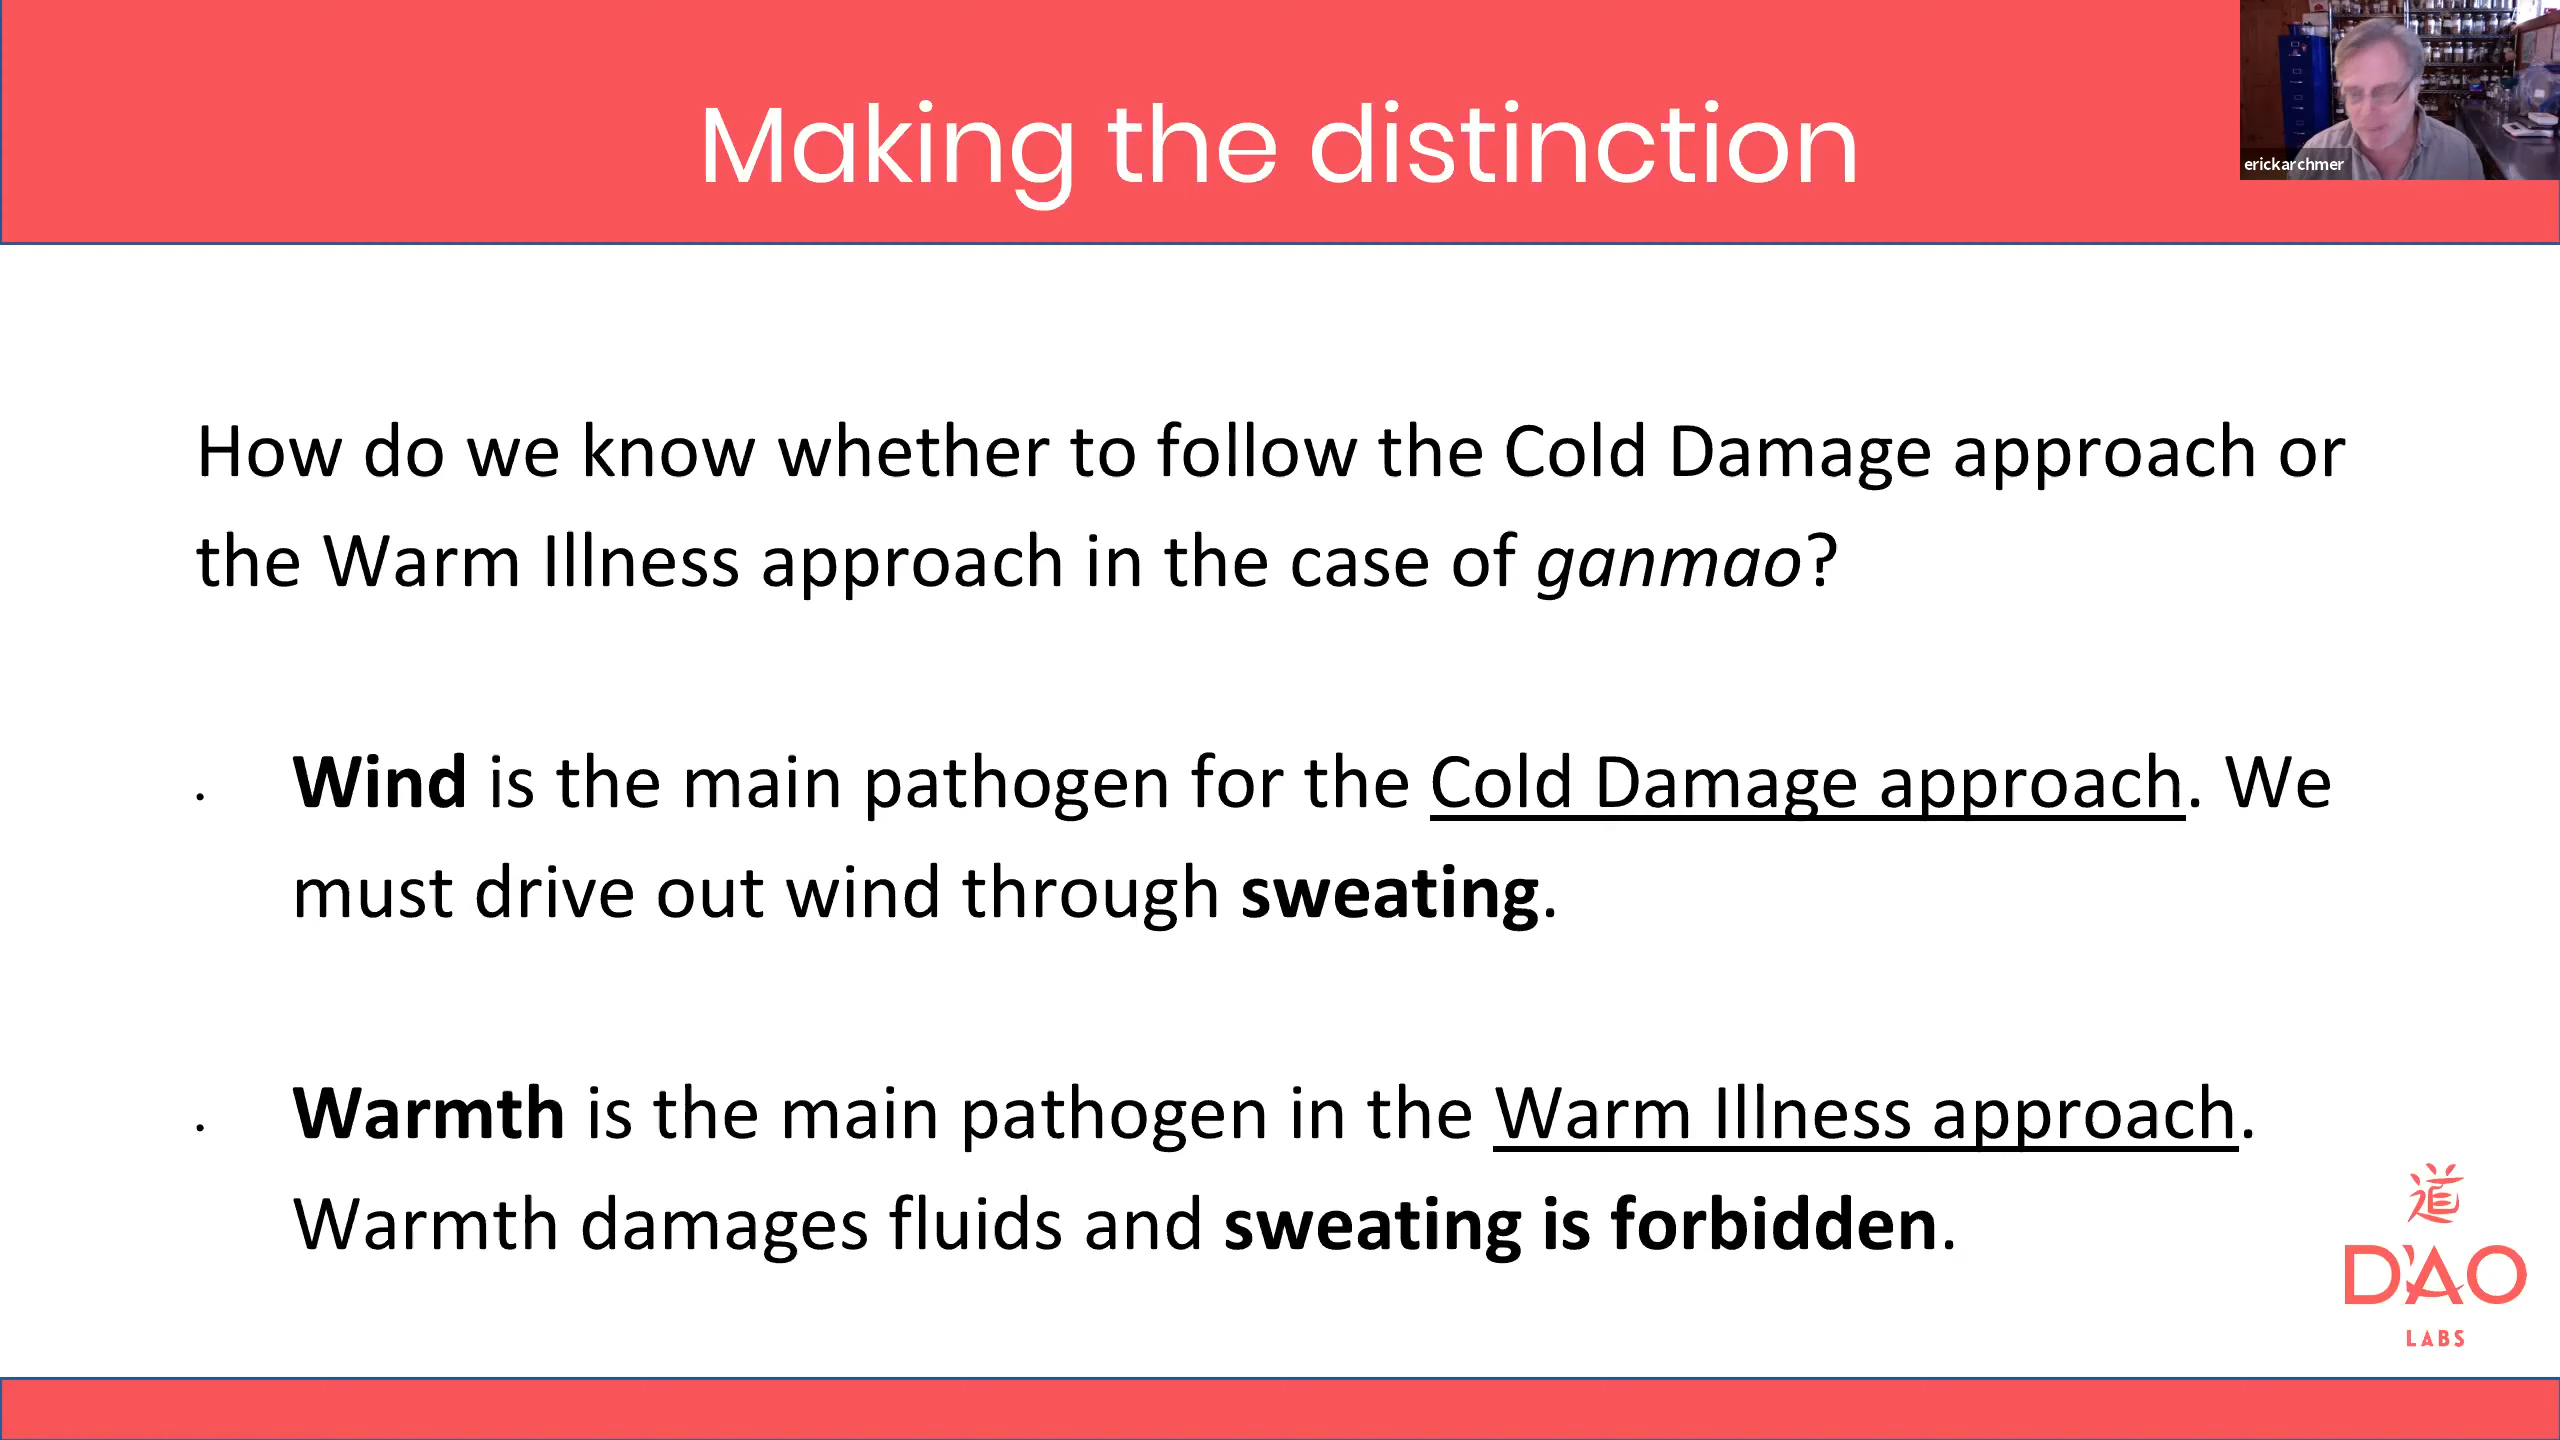 Making the distinction
erickarchmer
How do we know whether to follow the Cold Damage approach or
the Warm Illness approach in the case of ganmao?
• Wind is the main pathogen for the Cold Damage approach. We
must drive out wind through sweating.
• Warmth is the main pathogen in the Warm Illness approach.
Warmth damages fluids and sweating is forbidden.
道
DAO
LABS